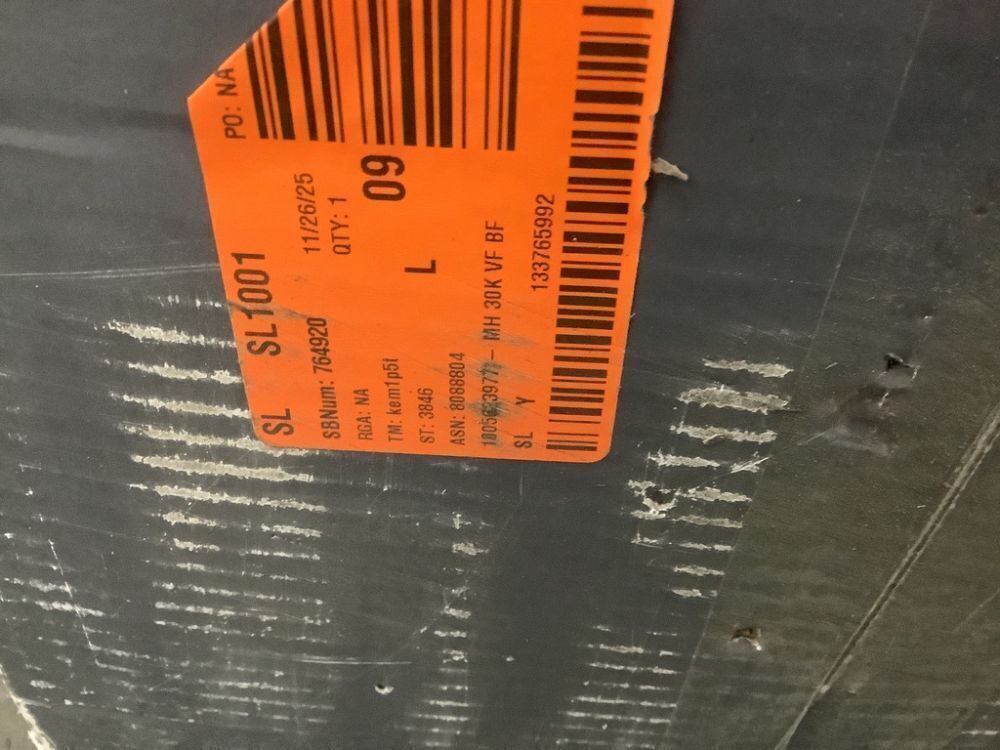 PO: NA
SL SL1001
SBNum: 764920 11/26/25
RGA: NA QTY: 1
TM: kem1p5t 09
ST: 3846 L
ASN: 8088804
MH 30K VF BF
SL Y 133765992